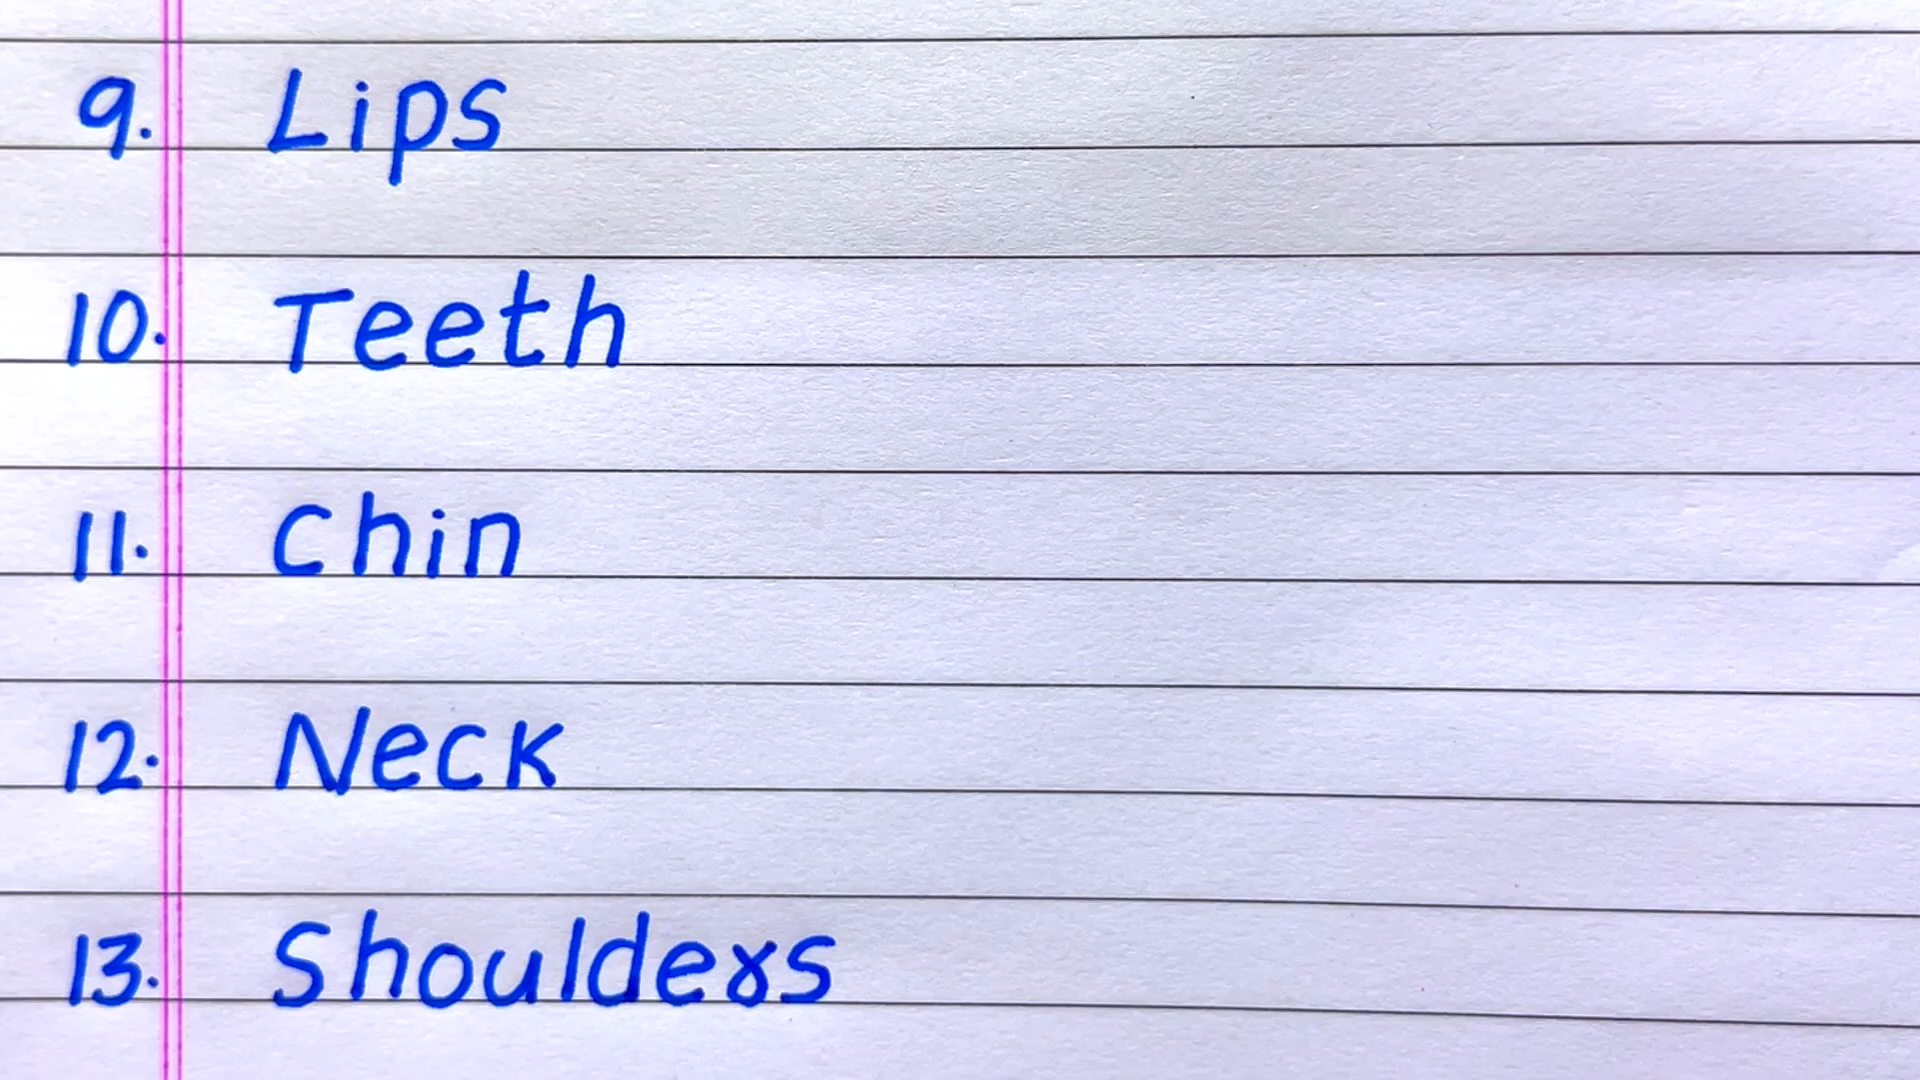 9. Lips
10. Teeth
11. Chin
12. Neck
13. Shoulders